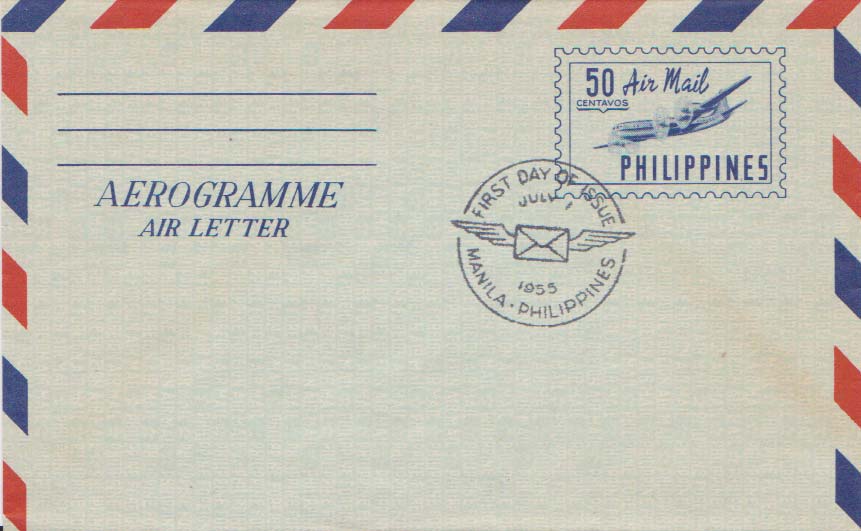 50 Air Mail
CENTAVOS
PHILIPPINES
AEROGRAMME
AIR LETTER
FIRST DAY OF ISSUE
JULY 1
1955
MANILA · PHILIPPINES